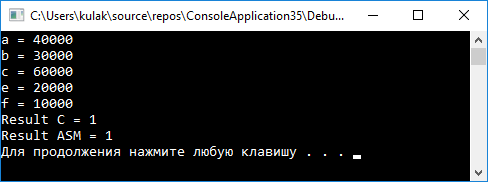 C:\Users\kulak\source\repos\ConsoleApplication35\Debu...
a = 40000
b = 30000
c = 60000
e = 20000
f = 10000
Result C = 1
Result ASM = 1
Для продолжения нажмите любую клавишу . . .